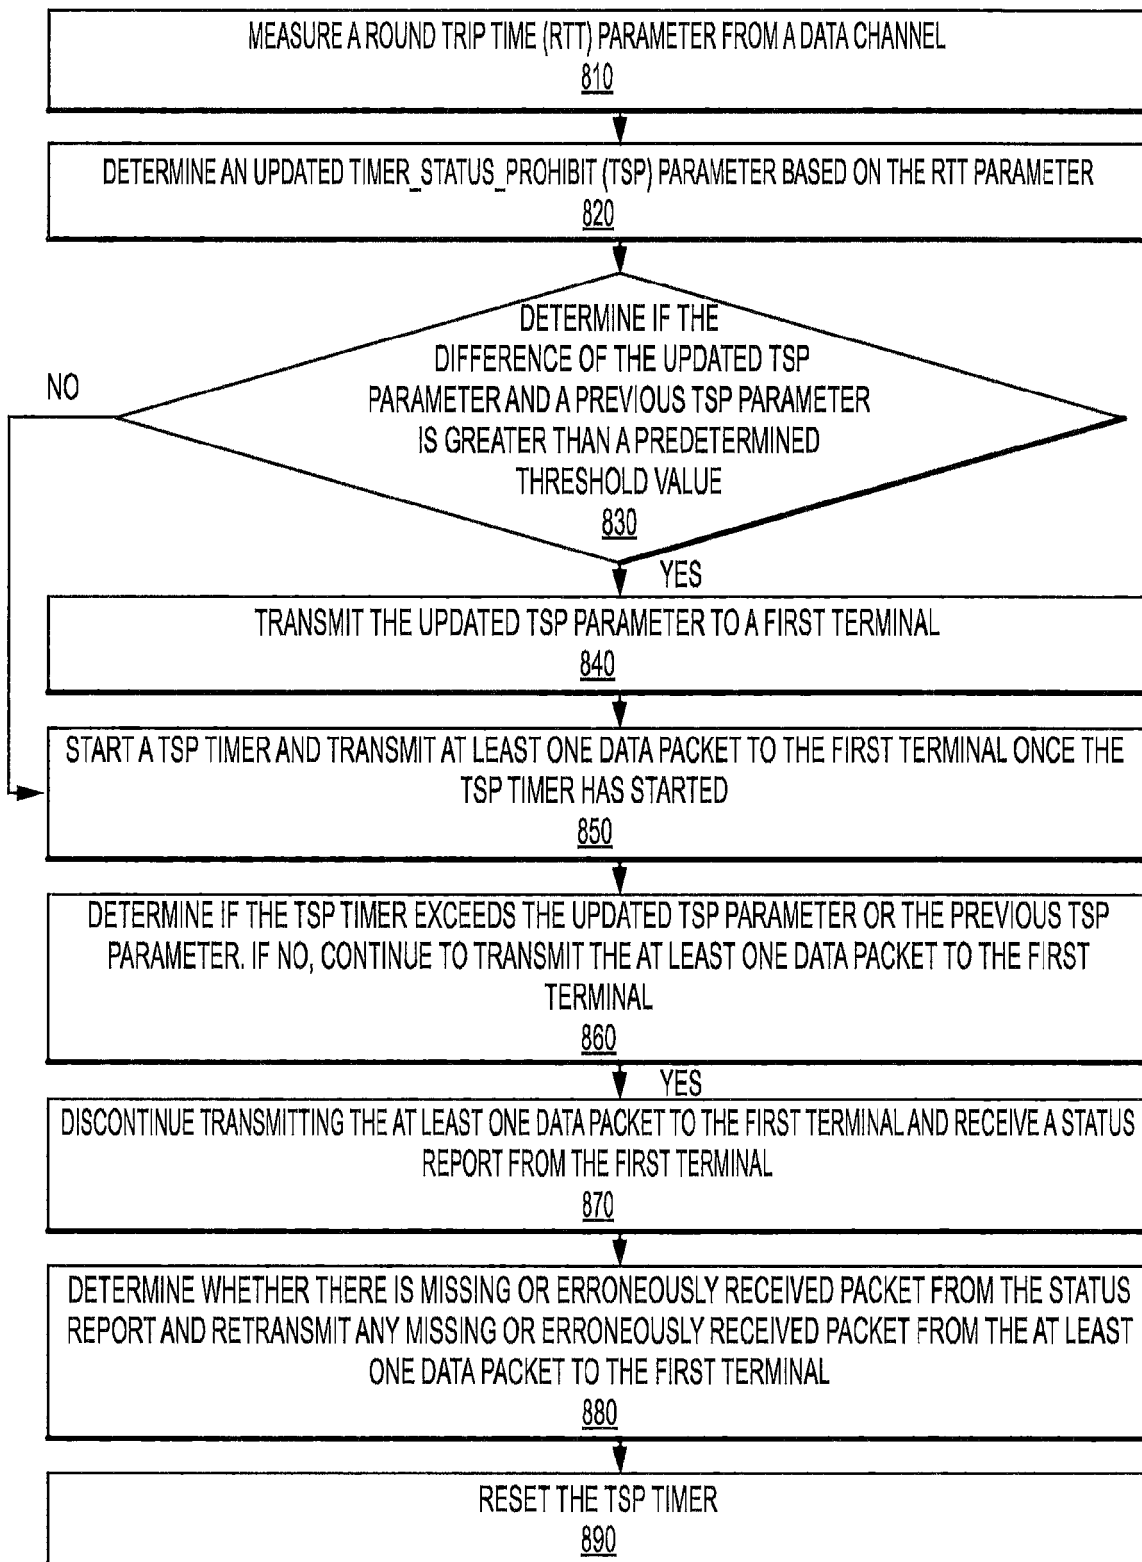 MEASURE A ROUND TRIP TIME (RTT) PARAMETER FROM A DATA CHANNEL
810
DETERMINE AN UPDATED TIMER_STATUS_PROHIBIT (TSP) PARAMETER BASED ON THE RTT PARAMETER
820
DETERMINE IF THE
DIFFERENCE OF THE UPDATED TSP
PARAMETER AND A PREVIOUS TSP PARAMETER
IS GREATER THAN A PREDETERMINED
THRESHOLD VALUE
830
NO
YES
TRANSMIT THE UPDATED TSP PARAMETER TO A FIRST TERMINAL
840
START A TSP TIMER AND TRANSMIT AT LEAST ONE DATA PACKET TO THE FIRST TERMINAL ONCE THE
TSP TIMER HAS STARTED
850
DETERMINE IF THE TSP TIMER EXCEEDS THE UPDATED TSP PARAMETER OR THE PREVIOUS TSP
PARAMETER. IF NO, CONTINUE TO TRANSMIT THE AT LEAST ONE DATA PACKET TO THE FIRST
TERMINAL
860
YES
DISCONTINUE TRANSMITTING THE AT LEAST ONE DATA PACKET TO THE FIRST TERMINAL AND RECEIVE A STATUS
REPORT FROM THE FIRST TERMINAL
870
DETERMINE WHETHER THERE IS MISSING OR ERRONEOUSLY RECEIVED PACKET FROM THE STATUS
REPORT AND RETRANSMIT ANY MISSING OR ERRONEOUSLY RECEIVED PACKET FROM THE AT LEAST
ONE DATA PACKET TO THE FIRST TERMINAL
880
RESET THE TSP TIMER
890